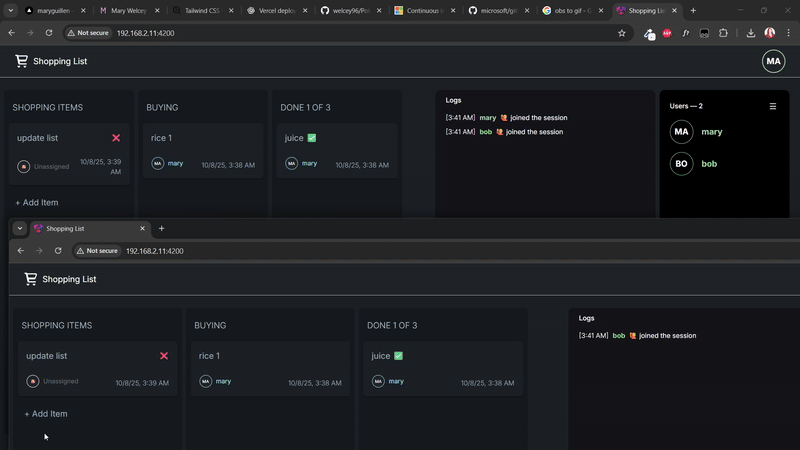 maryguillen
Mary Welcey
Tailwind CSS
Vercel deploy
welcey96/Pol
Continuous i
microsoft/git
obs to gif - G
Shopping Lis
Not secure 192.168.2.11:4200
Shopping List
MA
SHOPPING ITEMS
update list ❌
Unassigned 10/8/25, 3:39 AM
+ Add Item
BUYING
rice 1
MA mary 10/8/25, 3:38 AM
DONE 1 OF 3
juice ✅
MA mary 10/8/25, 3:38 AM
Logs
[3:41 AM] mary joined the session
[3:41 AM] bob joined the session
Users — 2
MA mary
BO bob
Shopping List
Not secure 192.168.2.11:4200
Shopping List
SHOPPING ITEMS
update list ❌
Unassigned 10/8/25, 3:39 AM
+ Add Item
BUYING
rice 1
MA mary 10/8/25, 3:38 AM
DONE 1 OF 3
juice ✅
MA mary 10/8/25, 3:38 AM
Logs
[3:41 AM] bob joined the session